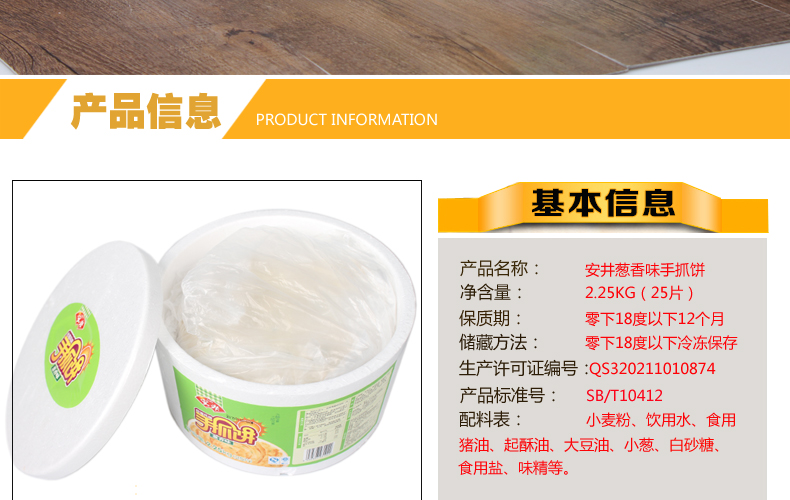 产品信息
PRODUCT INFORMATION
基本信息
产品名称： 安井葱香味手抓饼
净含量： 2.25KG（25片）
保质期： 零下18度以下12个月
储藏方法： 零下18度以下冷冻保存
生产许可证编号：QS320211010874
产品标准号： SB/T10412
配料表： 小麦粉、饮用水、食用
猪油、起酥油、大豆油、小葱、白砂糖、
食用盐、味精等。
手抓饼
手抓饼